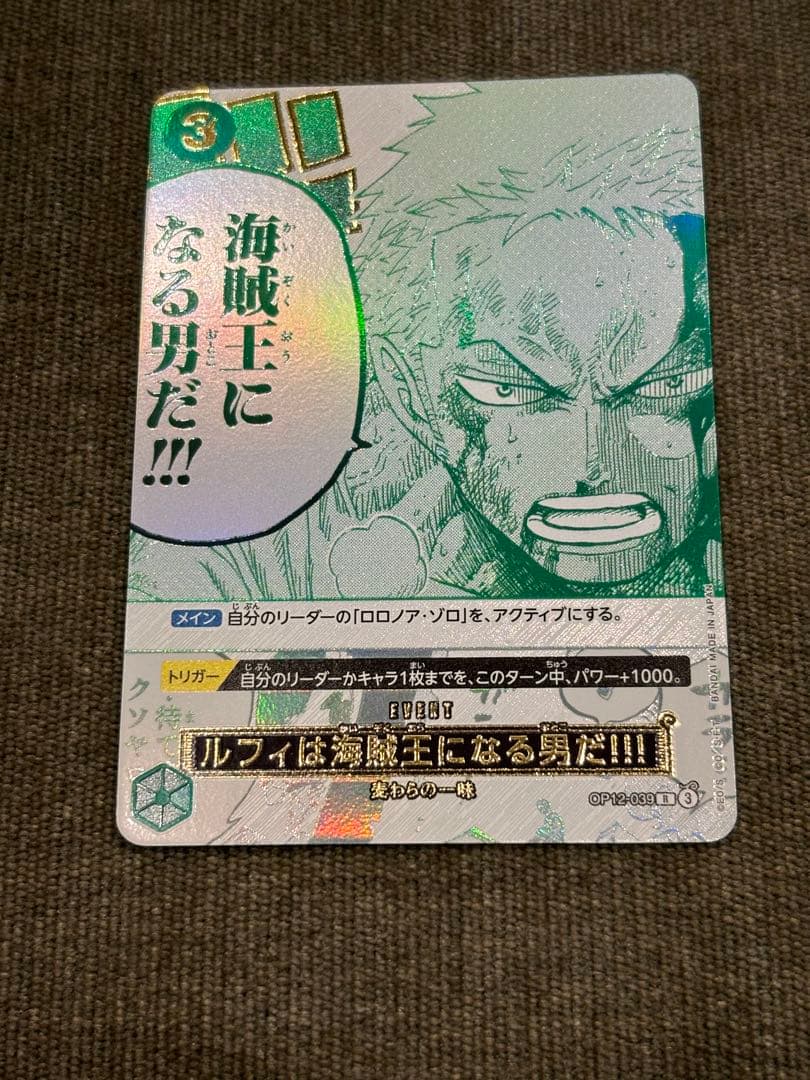 3
海賊王に
なる男だ!!!
メイン 自分のリーダーの「ロロノア・ゾロ」を、アクティブにする。
トリガー 自分のリーダーかキャラ1枚までを、このターン中、パワー+1000。
EVENT
ルフィは海賊王になる男だ!!!
麦わらの一味
OP12-039 R 3
BANDAI MADE IN JAPAN